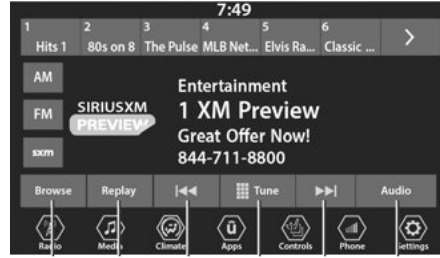 7:49
1 2 3 4 5 6
Hits 1 80s on 8 The Pulse MLB Net... Elvis Ra... Classic ...
AM
FM
sxm
SIRIUSXM
PREVIEW
Entertainment
1 XM Preview
Great Offer Now!
844-711-8800
Browse Replay Tune Audio
Radio Media Climate Apps Controls Phone Settings